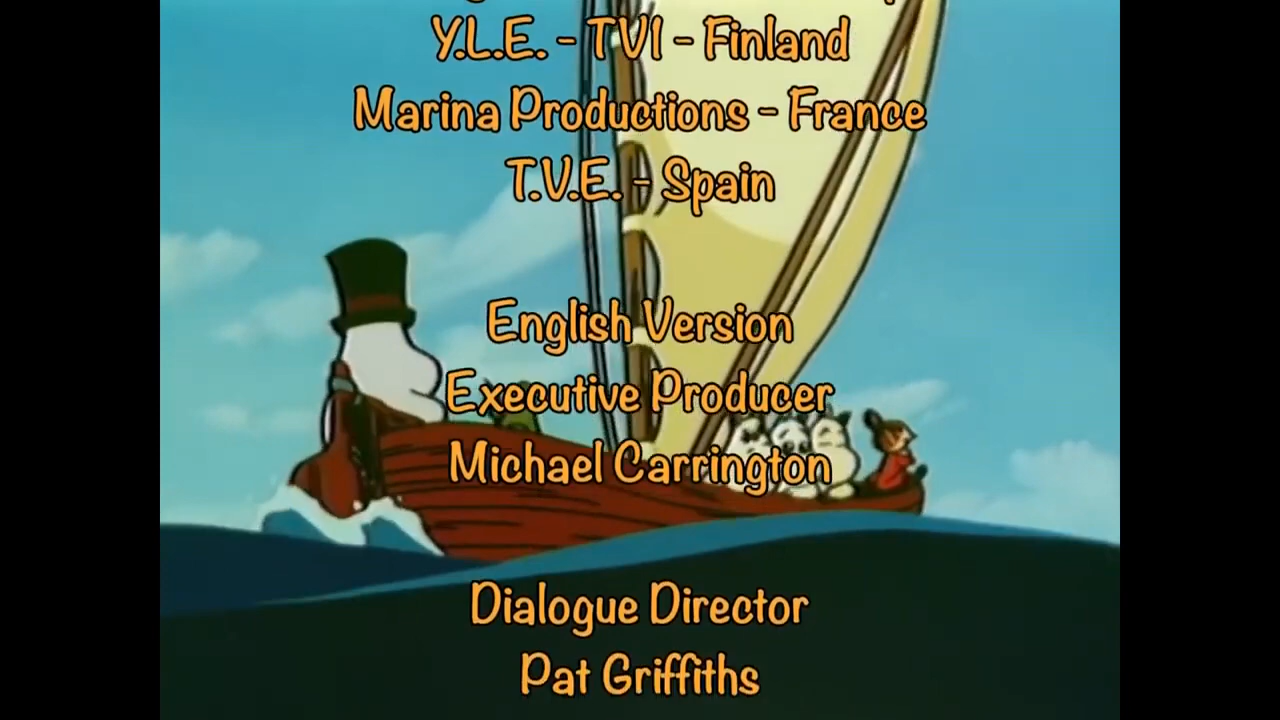 Y.L.E. - TV1 - Finland
Marina Productions - France
T.V.E. - Spain
English Version
Executive Producer
Michael Carrington
Dialogue Director
Pat Griffiths